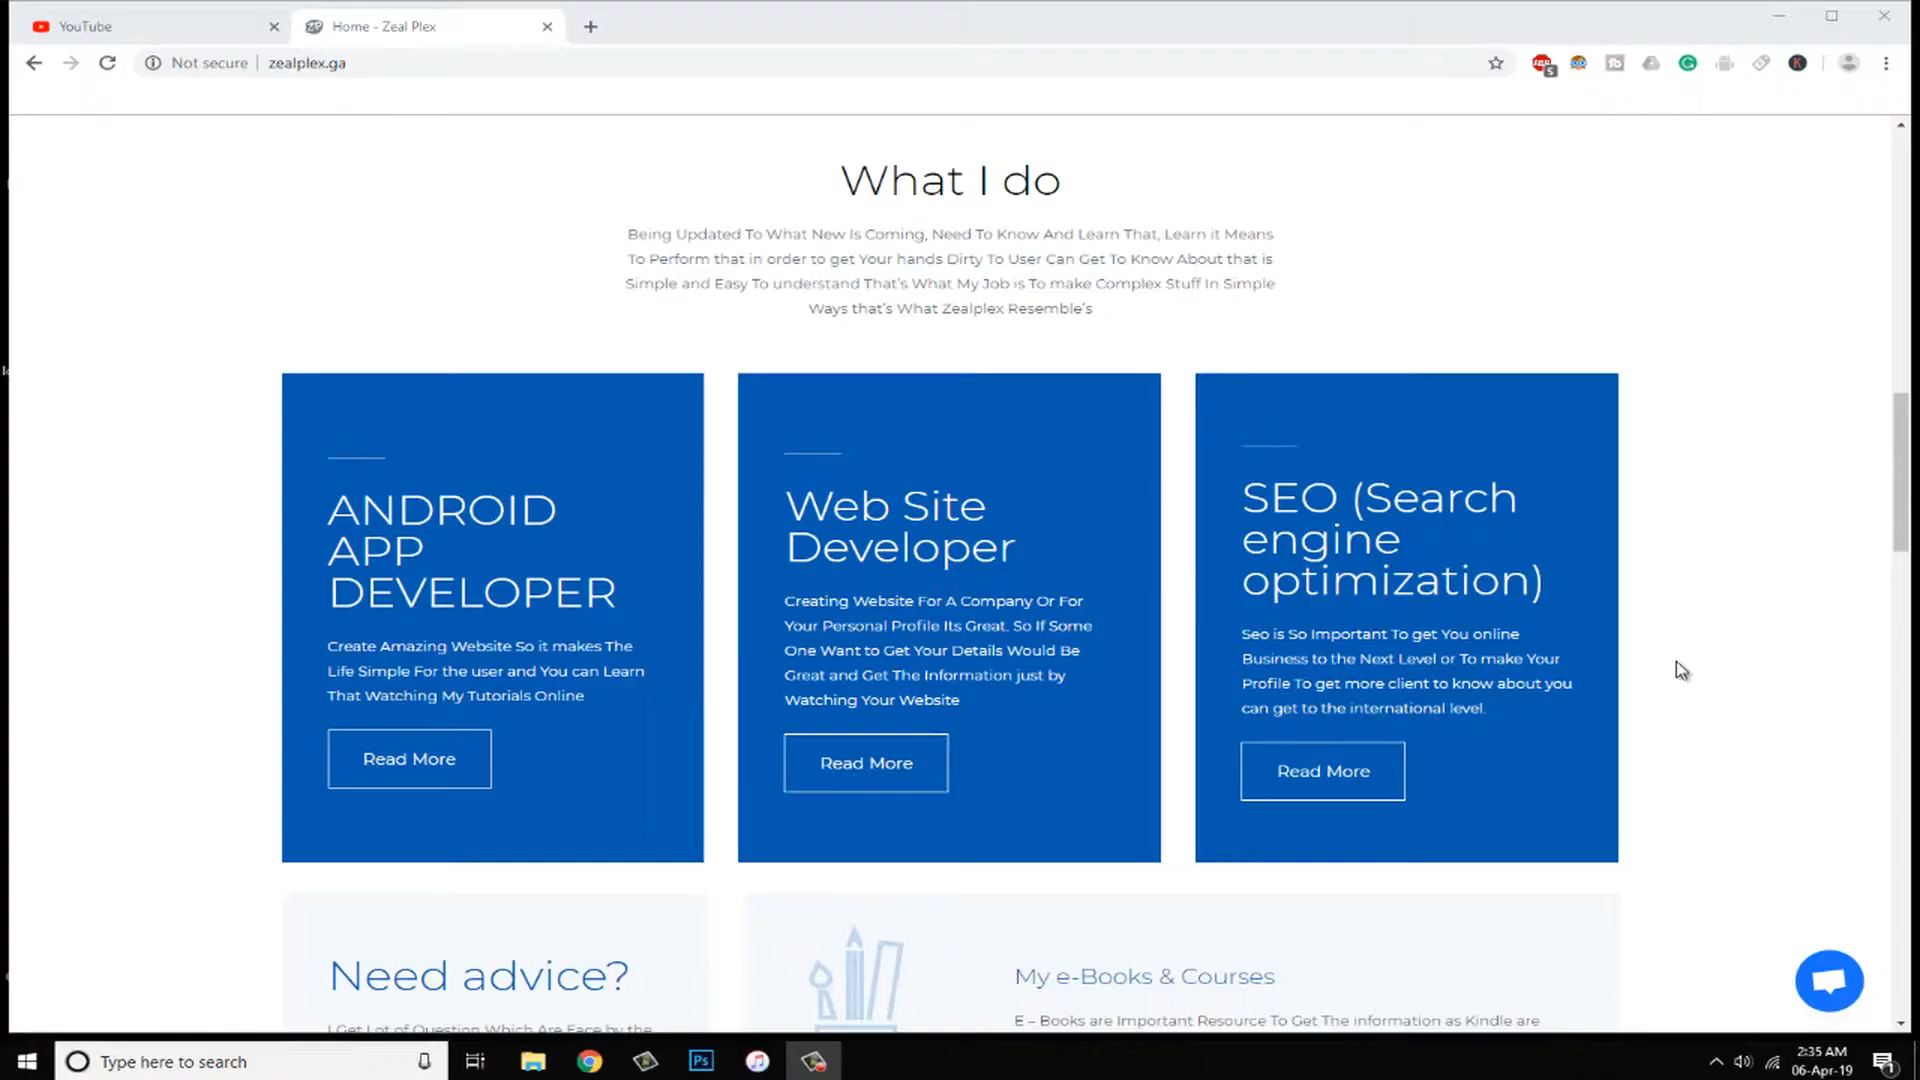 YouTube
Home - Zeal Plex
Not secure
zealplex.ga
5
What I do
Being Updated To What New Is Coming, Need To Know And Learn That, Learn it Means
To Perform that in order to get Your hands Dirty To User Can Get To Know About that is
Simple and Easy To understand That's What My Job is To make Complex Stuff In Simple
Ways that's What Zealplex Resemble's
ANDROID
APP
DEVELOPER
Create Amazing Website So it makes The
Life Simple For the user and You can Learn
That Watching My Tutorials Online
Read More
Web Site
Developer
Creating Website For A Company Or For
Your Personal Profile Its Great. So If Some
One Want to Get Your Details Would Be
Great and Get The Information just by
Watching Your Website
Read More
SEO (Search
engine
optimization)
Seo is So Important To get You online
Business to the Next Level or To make Your
Profile To get more client to know about you
can get to the international level.
Read More
Need advice?
I Get Lot of Question Which Are Face by the
My e-Books & Courses
E – Books are Important Resource To Get The information as Kindle are
Type here to search
Ps
2:35 AM
06-Apr-19
1